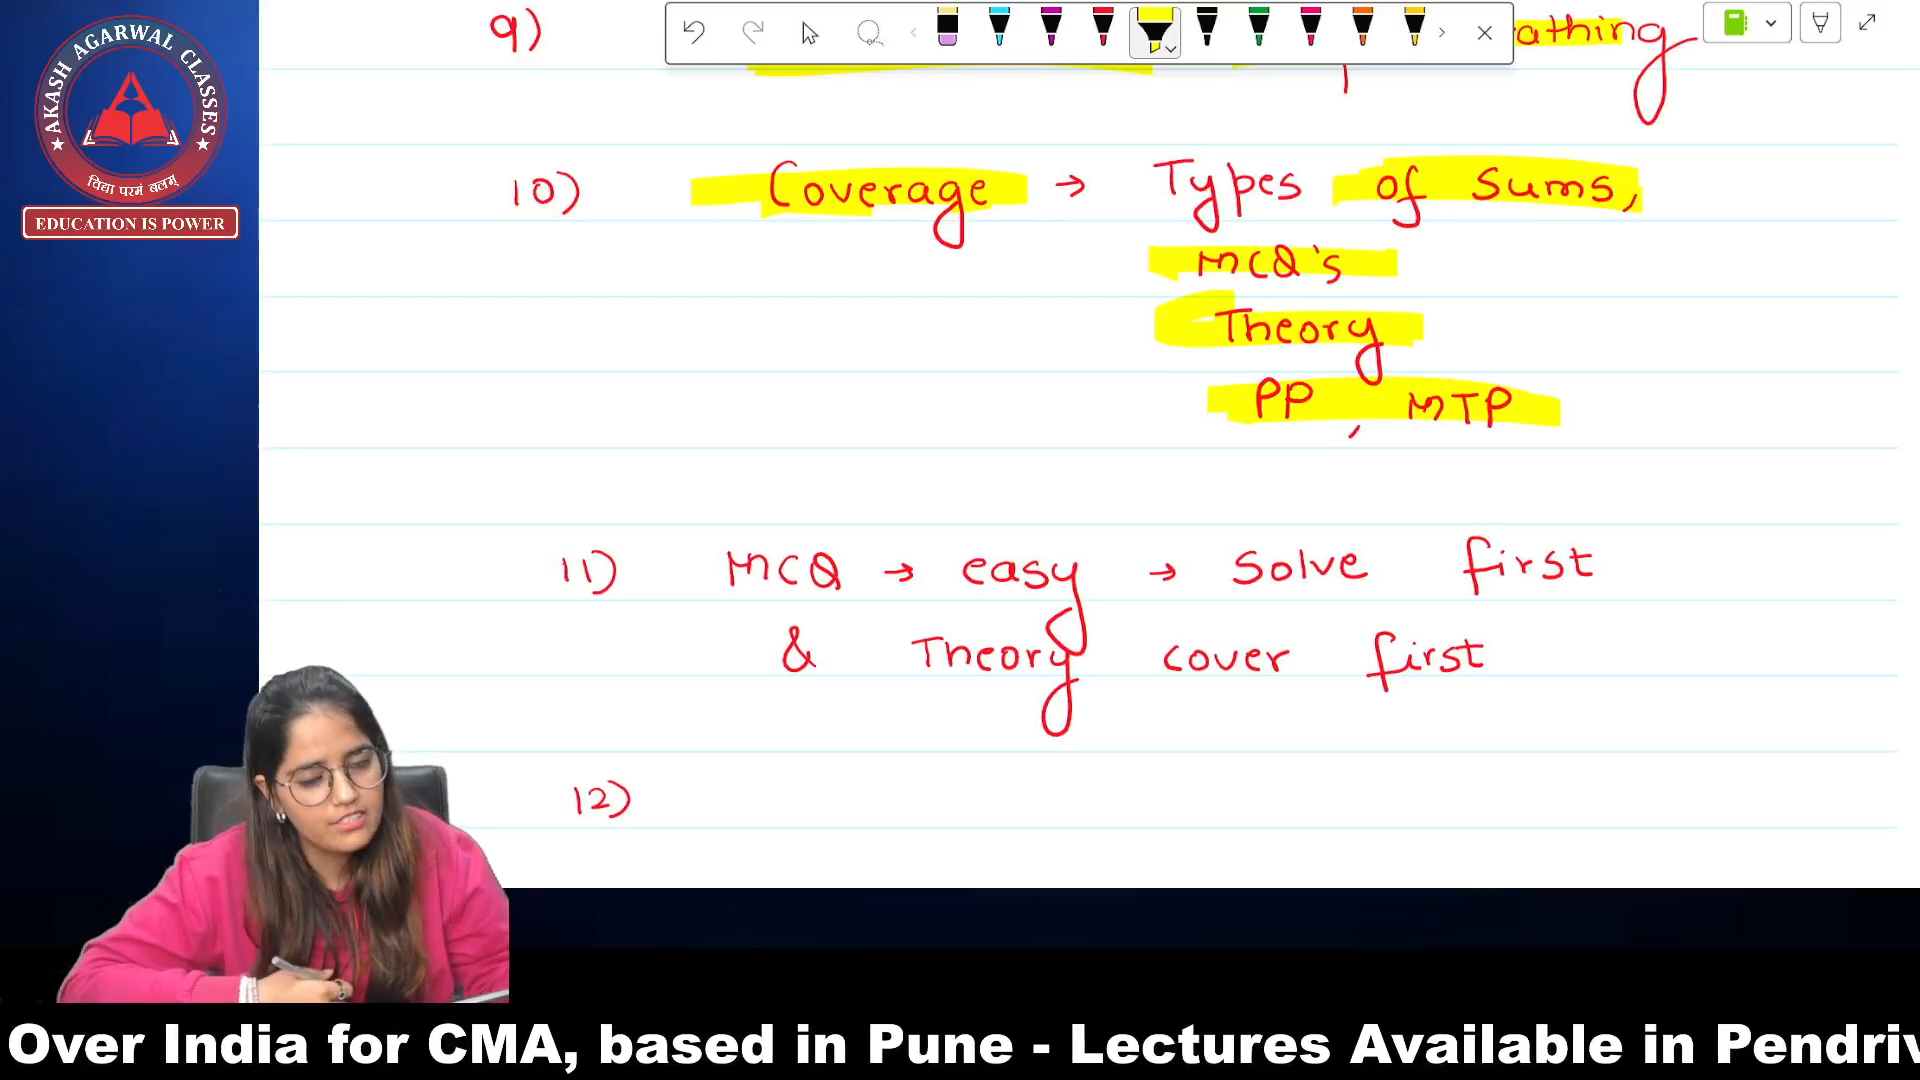 AKASH AGARWAL CLASSES
विद्या परमं बलम्
EDUCATION IS POWER
9)
10) Coverage → Types of Sums,
MCQ's
Theory
PP, MTP
11) MCQ → easy → Solve first
& Theory cover first
12)
Over India for CMA, based in Pune - Lectures Available in Pendriv